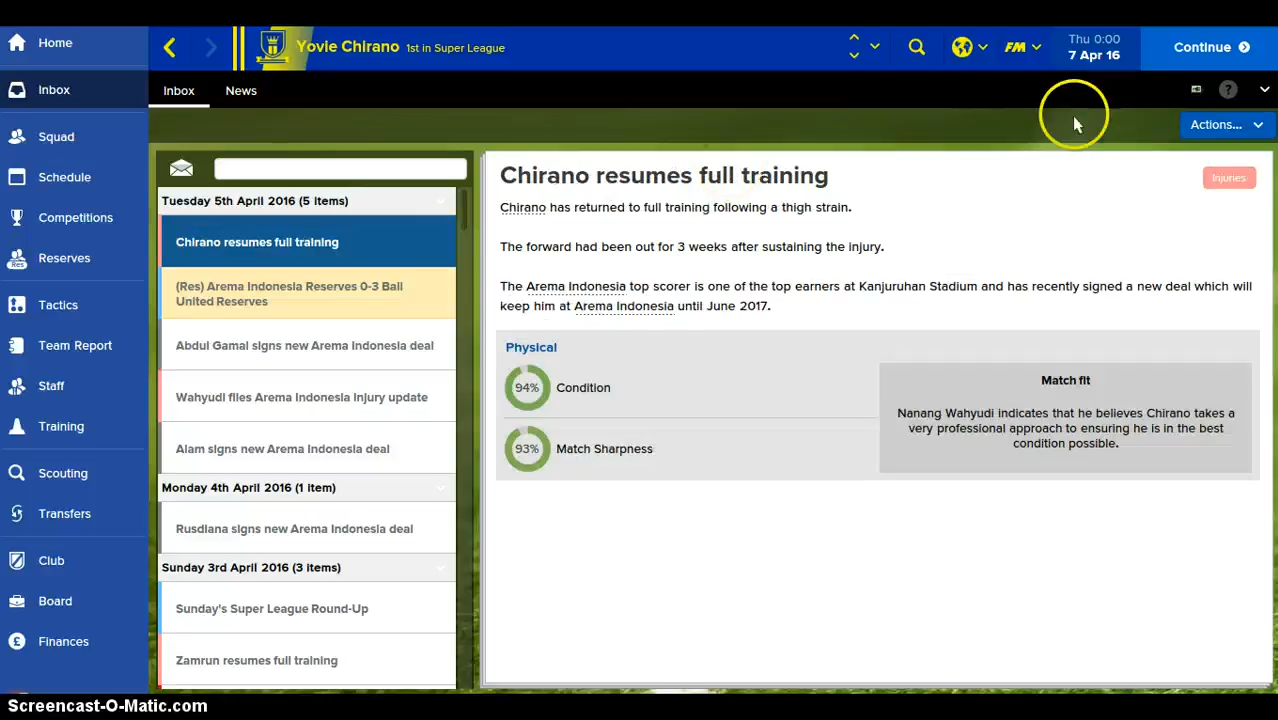 Home
Yovie Chirano 1st in Super League
FM
Thu 0:00
7 Apr 16
Continue
Inbox
Inbox
News
?
Squad
Schedule
Competitions
Reserves
Res
Tactics
Team Report
Staff
Training
Scouting
Transfers
Club
Board
£
Finances
Actions...
Tuesday 5th April 2016 (5 items)
Chirano resumes full training
(Res) Arema Indonesia Reserves 0-3 Bali
United Reserves
Abdul Gamal signs new Arema Indonesia deal
Wahyudi files Arema Indonesia injury update
Alam signs new Arema Indonesia deal
Monday 4th April 2016 (1 item)
Rusdiana signs new Arema Indonesia deal
Sunday 3rd April 2016 (3 items)
Sunday's Super League Round-Up
Zamrun resumes full training
Chirano resumes full training
Injuries
Chirano has returned to full training following a thigh strain.
The forward had been out for 3 weeks after sustaining the injury.
The Arema Indonesia top scorer is one of the top earners at Kanjuruhan Stadium and has recently signed a new deal which will
keep him at Arema Indonesia until June 2017.
Physical
94% Condition
93% Match Sharpness
Match fit
Nanang Wahyudi indicates that he believes Chirano takes a
very professional approach to ensuring he is in the best
condition possible.
Screencast-O-Matic.com